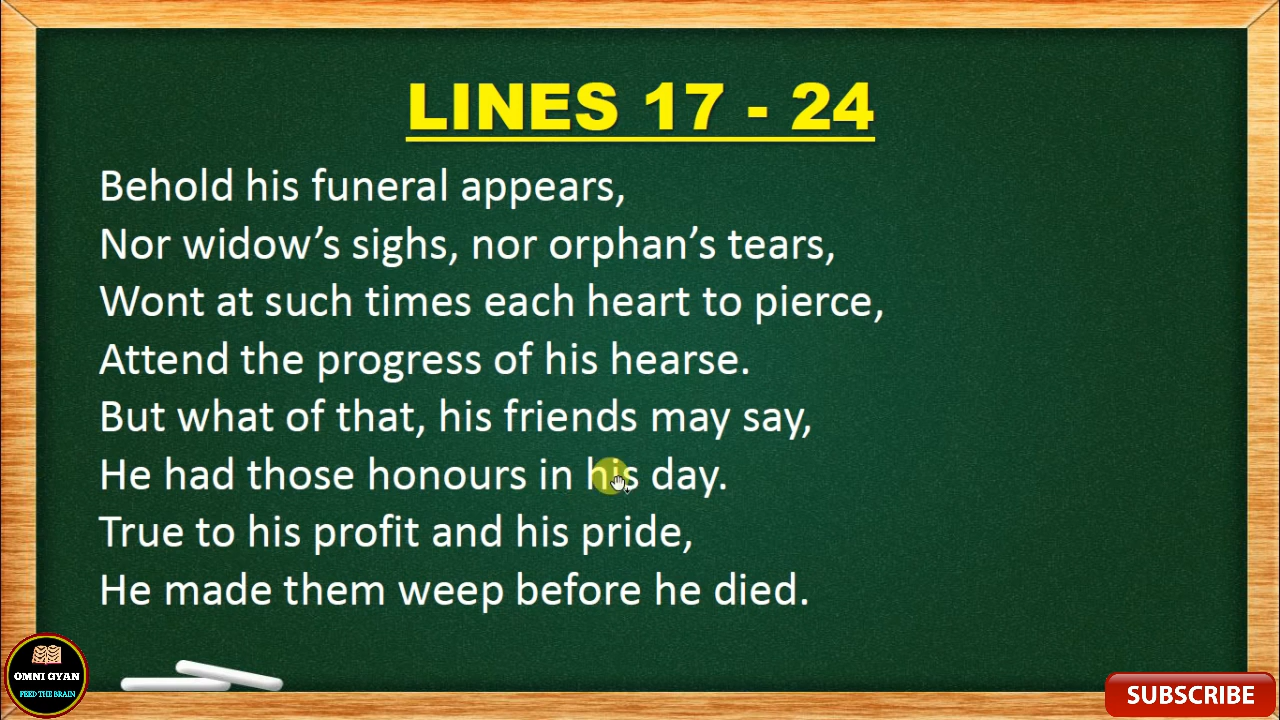 LINES 17 - 24
Behold his funeral appears,
Nor widow’s sighs, nor orphan’s tears,
Wont at such times each heart to pierce,
Attend the progress of his hearse.
But what of that, his friends may say,
He had those honours in his day.
True to his profit and his pride,
He made them weep before he died.
OMNI GYAN
FEED THE BRAIN
SUBSCRIBE